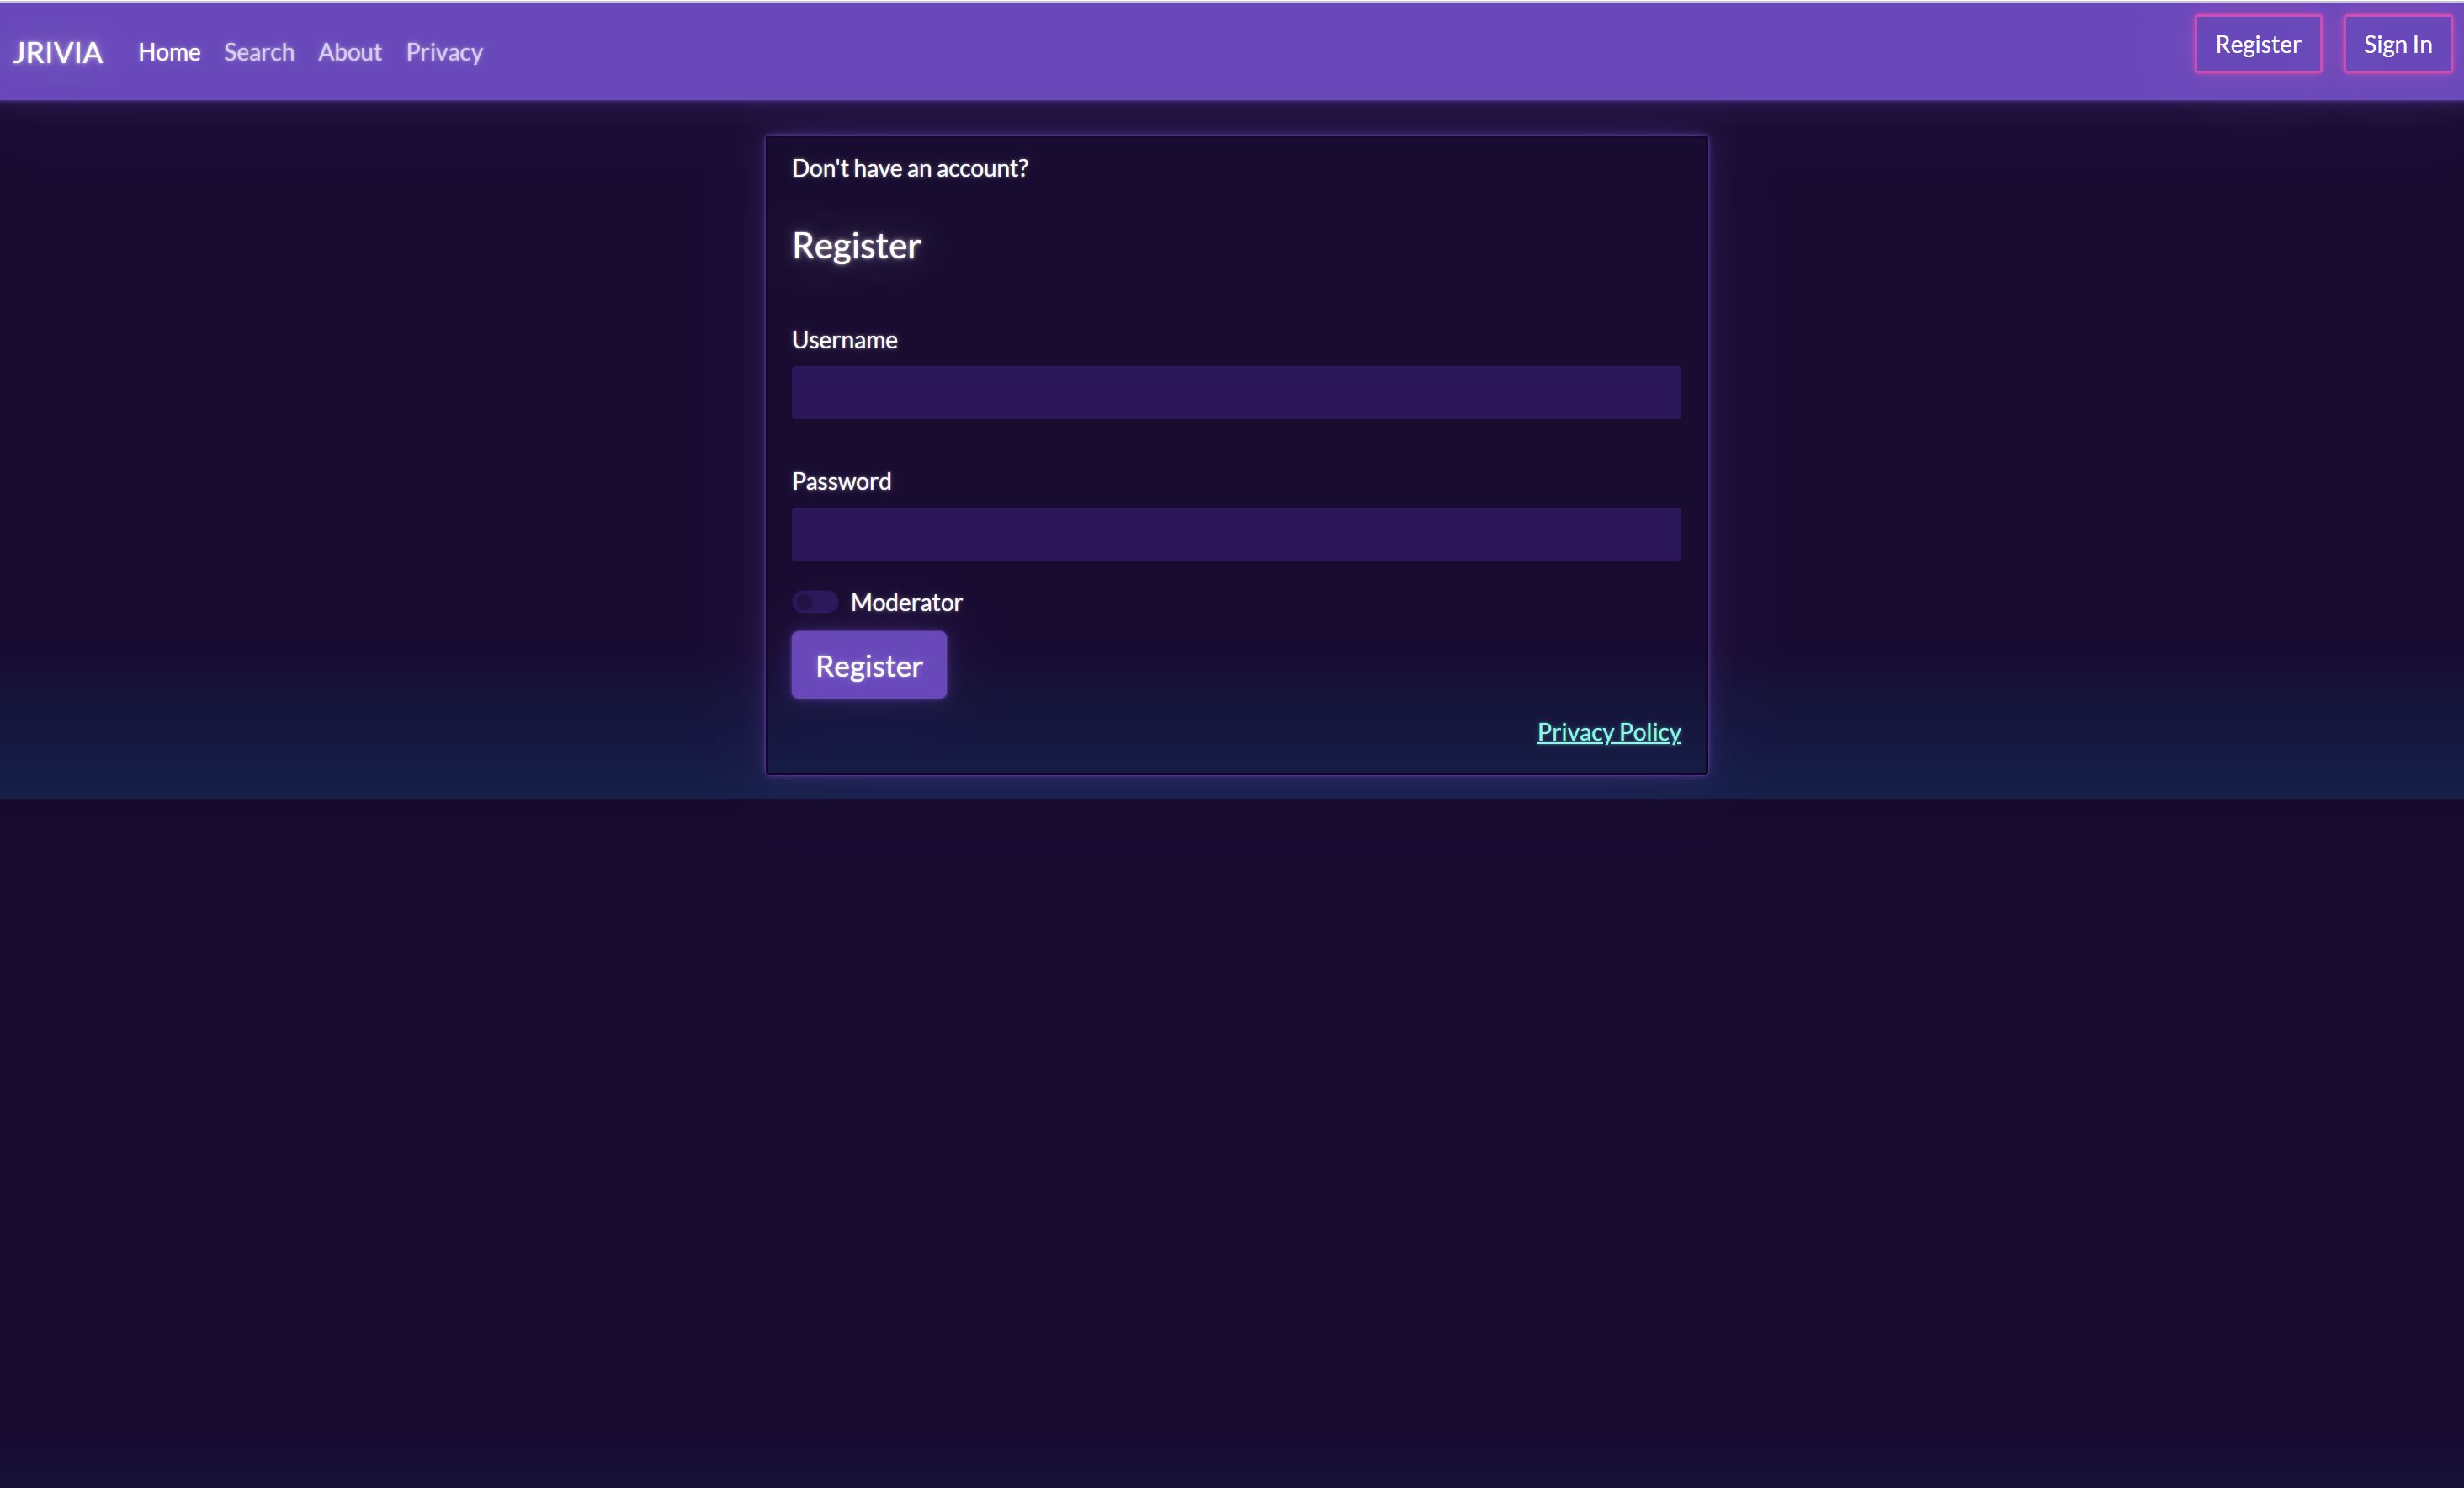 JRIVIA Home Search About Privacy Register Sign In
Don't have an account?
Register
Username
Password
Moderator
Register
Privacy Policy